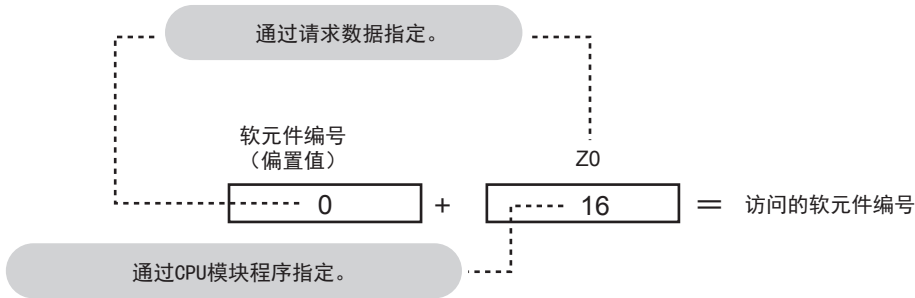 通过请求数据指定。
软元件编号
（偏置值）
Z0
0 + 16 = 访问的软元件编号
通过CPU模块程序指定。